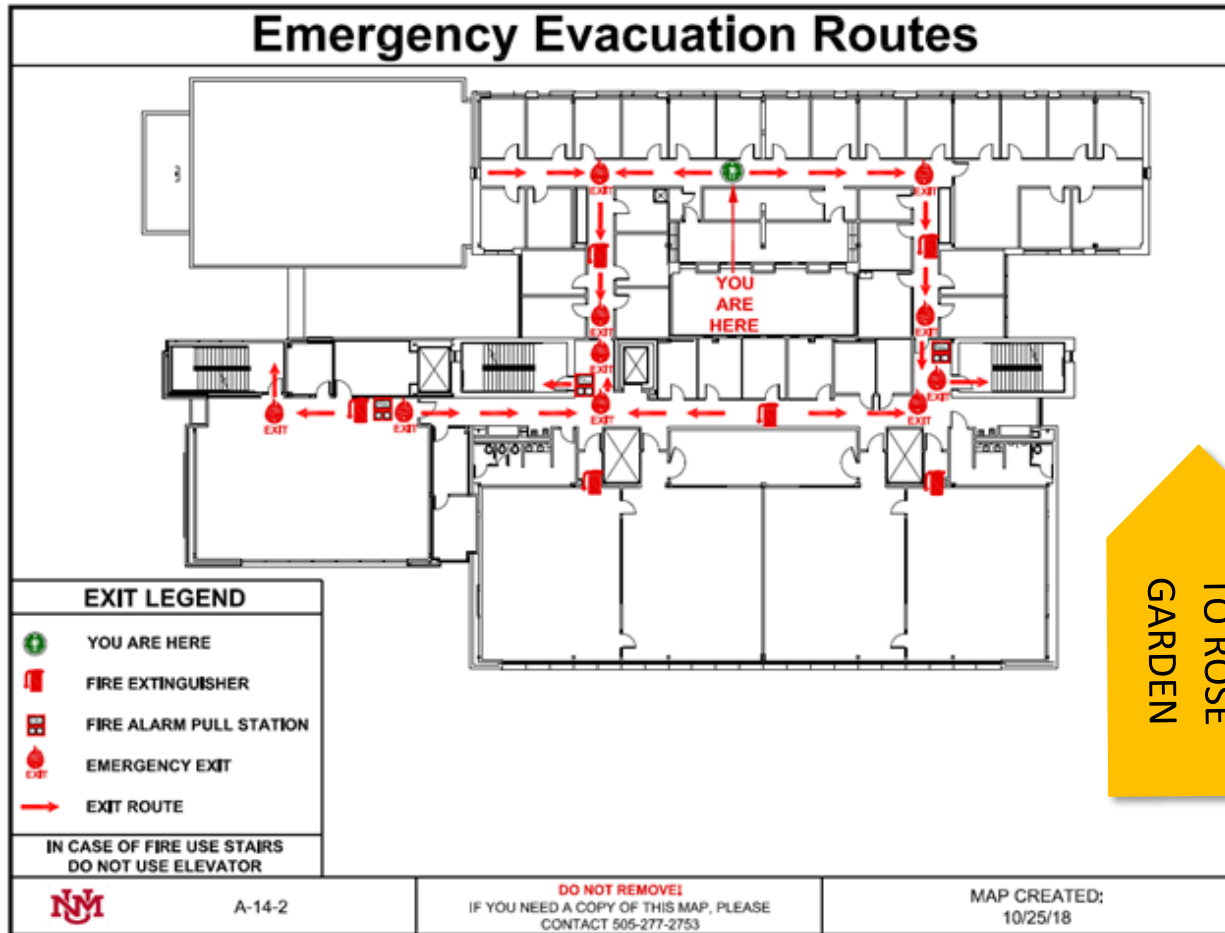 Emergency Evacuation Routes
EXIT
EXIT
YOU
ARE
HERE
EXIT
EXIT
EXIT
EXIT
EXIT
EXIT
EXIT
EXIT
TO ROSE
GARDEN
EXIT LEGEND
YOU ARE HERE
FIRE EXTINGUISHER
FIRE ALARM PULL STATION
EXIT
EMERGENCY EXIT
EXIT ROUTE
IN CASE OF FIRE USE STAIRS
DO NOT USE ELEVATOR
NM
A-14-2
DO NOT REMOVE!
IF YOU NEED A COPY OF THIS MAP, PLEASE
CONTACT 505-277-2753
MAP CREATED:
10/25/18